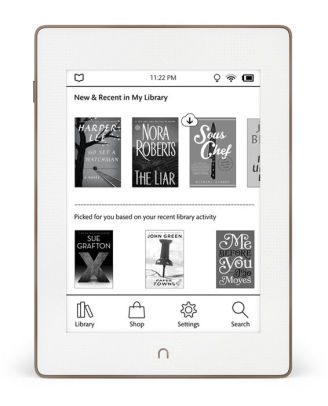 11:22 PM
New & Recent in My Library
HARPER
LEE
GO SET A
WATCHMAN
A NOVEL
NORA
ROBERTS
THE LIAR
Sous
Chef
Picked for you based on your recent library activity
SUE
GRAFTON
X
JOHN GREEN
PAPER
TOWNS
Me
BEFORE
You
Jojo
Moyes
Library
Shop
Settings
Search
n